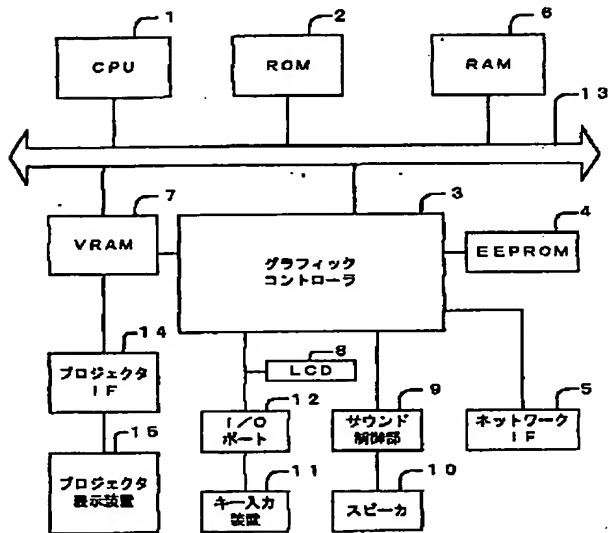 1
2
6
CPU
ROM
RAM
13
7
3
4
VRAM
グラフィック
コントローラ
EEPROM
14
8
LCD
プロジェクタ
IF
12
9
5
I/O
ポート
サウンド
制御部
ネットワーク
IF
15
11
10
プロジェクタ
表示装置
キー入力
装置
スピーカ